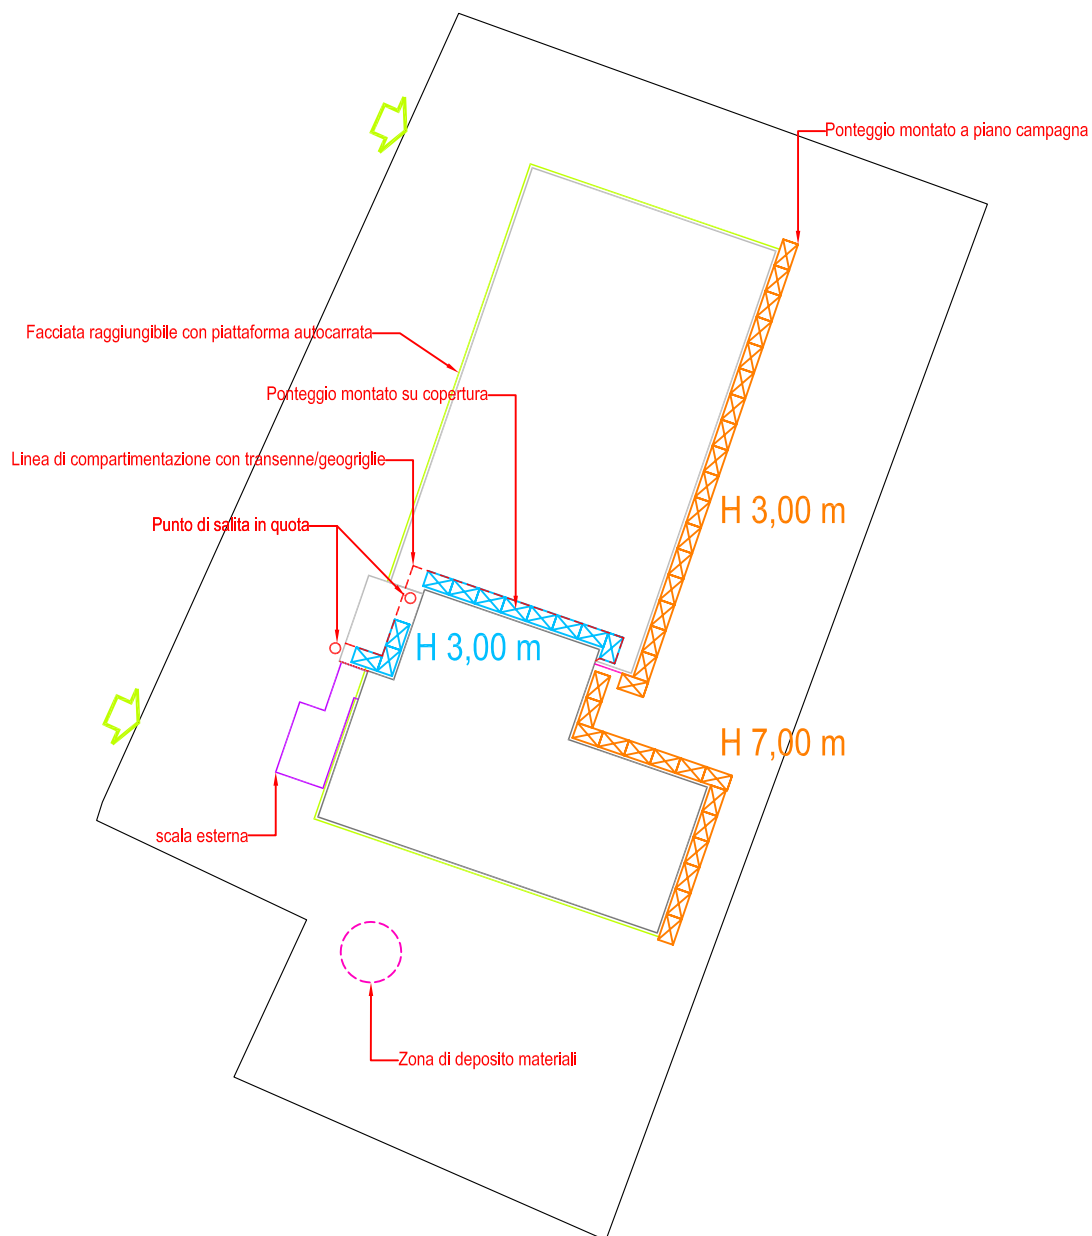 Ponteggio montato a piano campagna
Facciata raggiungibile con piattaforma autocarrata
Ponteggio montato su copertura
Linea di compartimentazione con transenne/geogriglie
H 3,00 m
Punto di salita in quota
H 3,00 m
H 7,00 m
scala esterna
Zona di deposito materiali